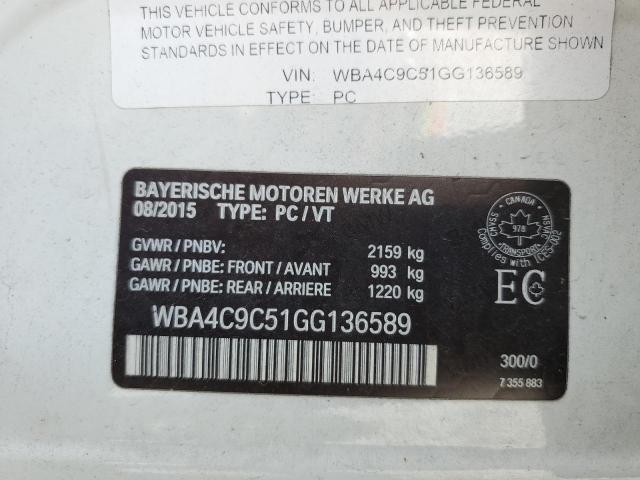 THIS VEHICLE CONFORMS TO ALL APPLICABLE FEDERAL
MOTOR VEHICLE SAFETY, BUMPER, AND THEFT PREVENTION
STANDARDS IN EFFECT ON THE DATE OF MANUFACTURE SHOWN
VIN: WBA4C9C51GG136589
TYPE: PC
BAYERISCHE MOTOREN WERKE AG
08/2015 TYPE: PC/VT
GVWR/PNBV: 2159 kg
GAWR/PNBE: FRONT/AVANT 993 kg
GAWR/PNBE: REAR/ARRIERE 1220 kg
CANADA
978
TRANSPORT
Complies with
EC
WBA4C9C51GG136589
300/0
7 355 883